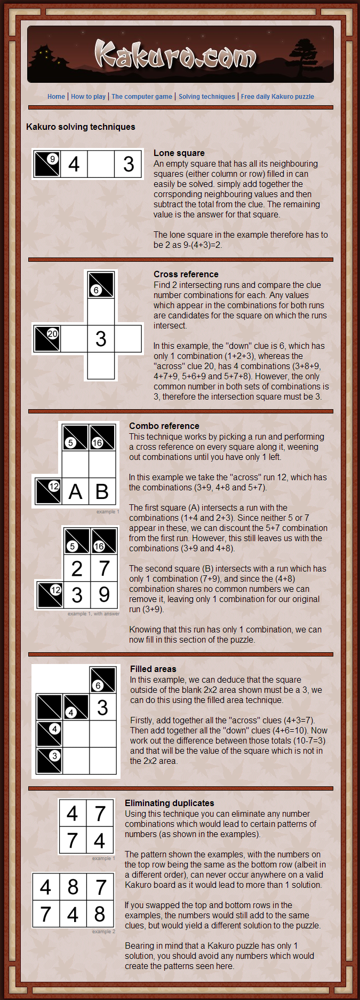 Kakuro.com
Home | How to play | The computer game | Solving techniques | Free daily Kakuro puzzle
Kakuro solving techniques
9 4 3
Lone square
An empty square that has all its neighbouring
squares (either column or row) filled in can
easily be solved. simply add together the
corrsponding neighbouring values and then
subtract the total from the clue. The remaining
value is the answer for that square.
The lone square in the example therefore has to
be 2 as 9-(4+3)=2.
6
20 3
Cross reference
Find 2 intersecting runs and compare the clue
number combinations for each. Any values
which appear in the combinations for both runs
are candidates for the square on which the runs
intersect.
In this example, the "down" clue is 6, which has
only 1 combination (1+2+3), whereas the
"across" clue 20, has 4 combinations (3+8+9,
4+7+9, 5+6+9 and 5+7+8). However, the only
common number in both sets of combinations is
3, therefore the intersection square must be 3.
5 16
12 A B
example 1
5 16
2 7
12 3 9
example 1, with answer
Combo reference
This technique works by picking a run and performing
a cross reference on every square along it, weening
out combinations until you have only 1 left.
In this example we take the "across" run 12, which has
the combinations (3+9, 4+8 and 5+7).
The first square (A) intersects a run with the
combinations (1+4 and 2+3). Since neither 5 or 7
appear in these, we can discount the 5+7 combination
from the first run. However, this still leaves us with the
combinations (3+9 and 4+8).
The second square (B) intersects with a run which has
only 1 combination (7+9), and since the (4+8)
combination shares no common numbers we can
remove it, leaving only 1 combination for our original
run (3+9).
Knowing that this run has only 1 combination, we can
now fill in this section of the puzzle.
6
4 3
4
3
Filled areas
In this example, we can deduce that the square
outside of the blank 2x2 area shown must be a 3, we
can do this using the filled area technique.
Firstly, add together all the "across" clues (4+3=7).
Then add together all the "down" clues (4+6=10). Now
work out the difference between those totals (10-7=3)
and that will be the value of the square which is not in
the 2x2 area.
4 7
7 4
example 1
4 8 7
7 4 8
example 2
Eliminating duplicates
Using this technique you can eliminate any number
combinations which would lead to certain patterns of
numbers (as shown in the examples).
The pattern shown the examples, with the numbers on
the top row being the same as the bottom row (albeit in
a different order), can never occur anywhere on a valid
Kakuro board as it would lead to more than 1 solution.
If you swapped the top and bottom rows in the
examples, the numbers would still add to the same
clues, but would yield a different solution to the puzzle.
Bearing in mind that a Kakuro puzzle has only 1
solution, you should avoid any numbers which would
create the patterns seen here.